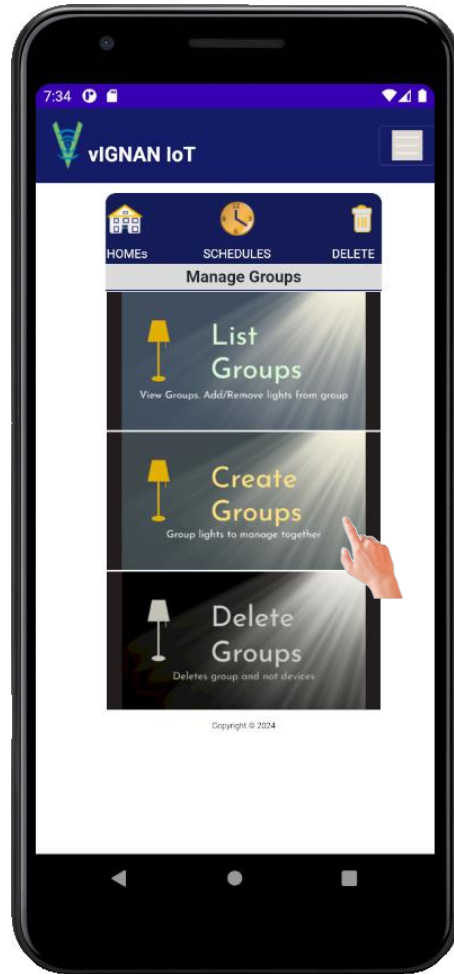 7:34
vIGNAN IoT
HOMEs SCHEDULES DELETE
Manage Groups
List
Groups
View Groups. Add/Remove lights from group
Create
Groups
Group lights to manage together
Delete
Groups
Deletes group and not devices
Copyright © 2024